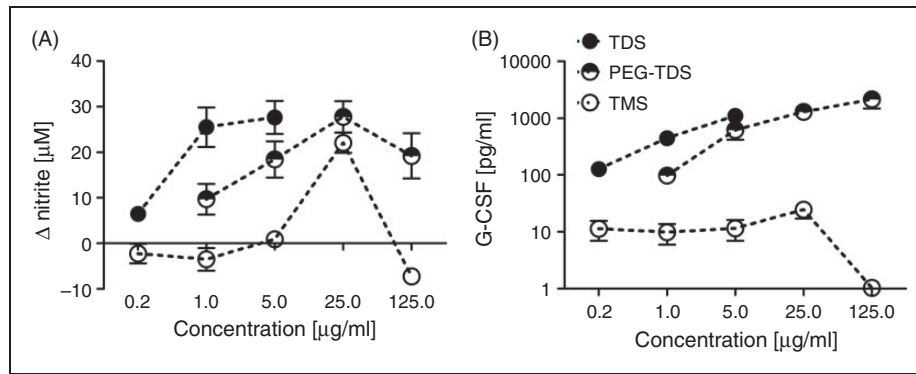 (A)
Δ nitrite [μM]
40
30
20
10
0
−10
0.2 1.0 5.0 25.0 125.0
Concentration [μg/ml]
(B)
TDS
PEG-TDS
TMS
G-CSF [pg/ml]
10000
1000
100
10
1
0.2 1.0 5.0 25.0 125.0
Concentration [μg/ml]